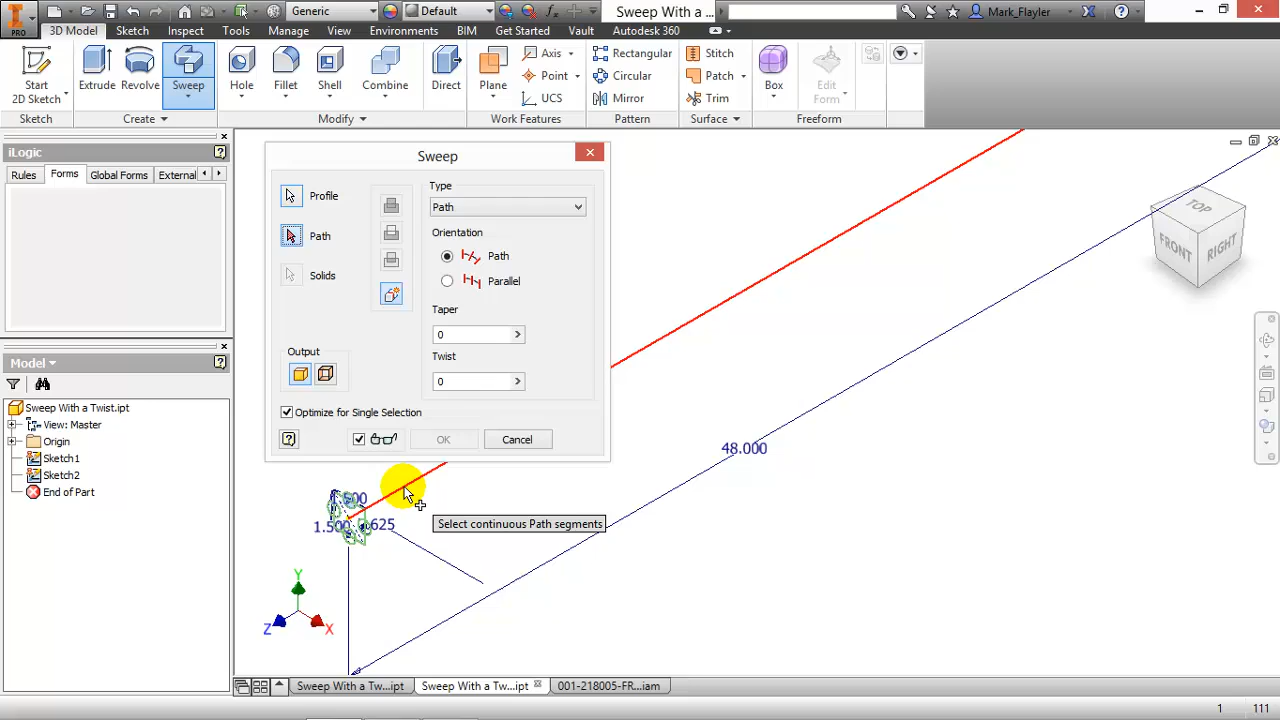 Generic Default Sweep With a ... Mark_Flayler
PRO 3D Model Sketch Inspect Tools Manage View Environments BIM Get Started Vault Autodesk 360
Start
2D Sketch
Extrude Revolve Sweep
Hole Fillet Shell Combine
Direct
Plane
Axis
Point
UCS
Rectangular
Circular
Mirror
Stitch
Patch
Trim
Box
Edit
Form
Sketch Create Modify Work Features Pattern Surface Freeform
iLogic
Rules Forms Global Forms External
Model
Sweep With a Twist.ipt
View: Master
Origin
Sketch1
Sketch2
End of Part
Sweep
Profile
Path
Solids
Output
Type
Path
Orientation
Path
Parallel
Taper
0
Twist
0
Optimize for Single Selection
OK Cancel
TOP
FRONT RIGHT
48.000
1.500
Select continuous Path segments
Y
Z X
Sweep With a Tw...ipt Sweep With a Tw...ipt 001-218005-FR...iam
1 111